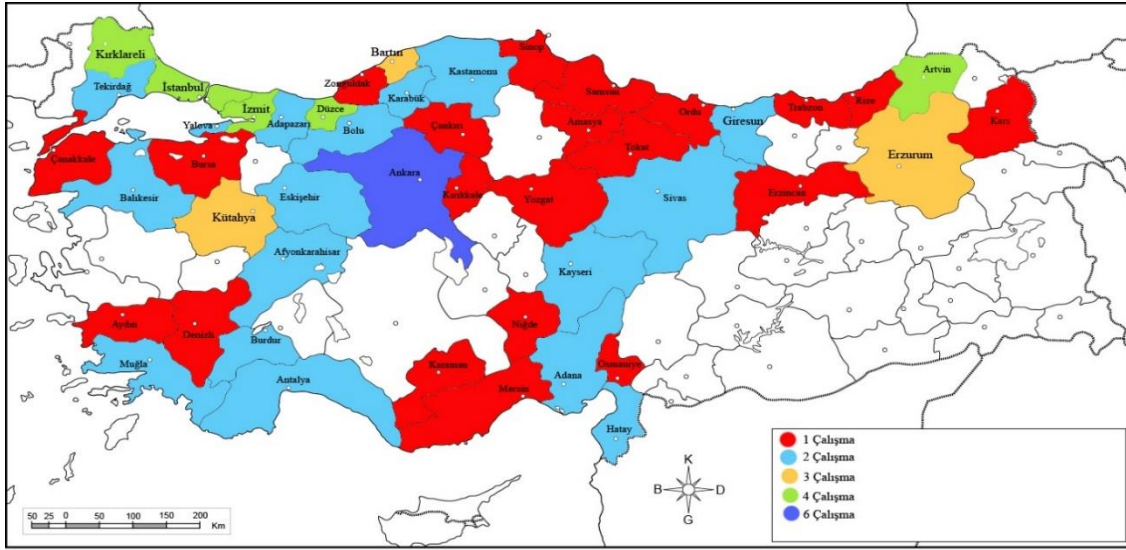 Sinop
Bartın
Kırklareli
Kastamonu
Artvin
Zonguldak
Tekirdağ
İstanbul
Samsun
Karabük
Rize
İzmit
Düzce
Ordu
Trabzon
Adapazarı
Giresun
Kars
Yalova
Bolu
Çankırı
Amasya
Tokat
Çanakkale
Bursa
Erzurum
Ankara
Kırıkkale
Erzincan
Balıkesir
Eskişehir
Yozgat
Sivas
Kütahya
Afyonkarahisar
Kayseri
Aydın
Denizli
Niğde
Burdur
Muğla
Karaman
Osmaniye
Antalya
Mersin
Adana
Hatay
K
B D
G
1 Çalışma
2 Çalışma
3 Çalışma
4 Çalışma
6 Çalışma
50 25 0 50 100 150 200
Km